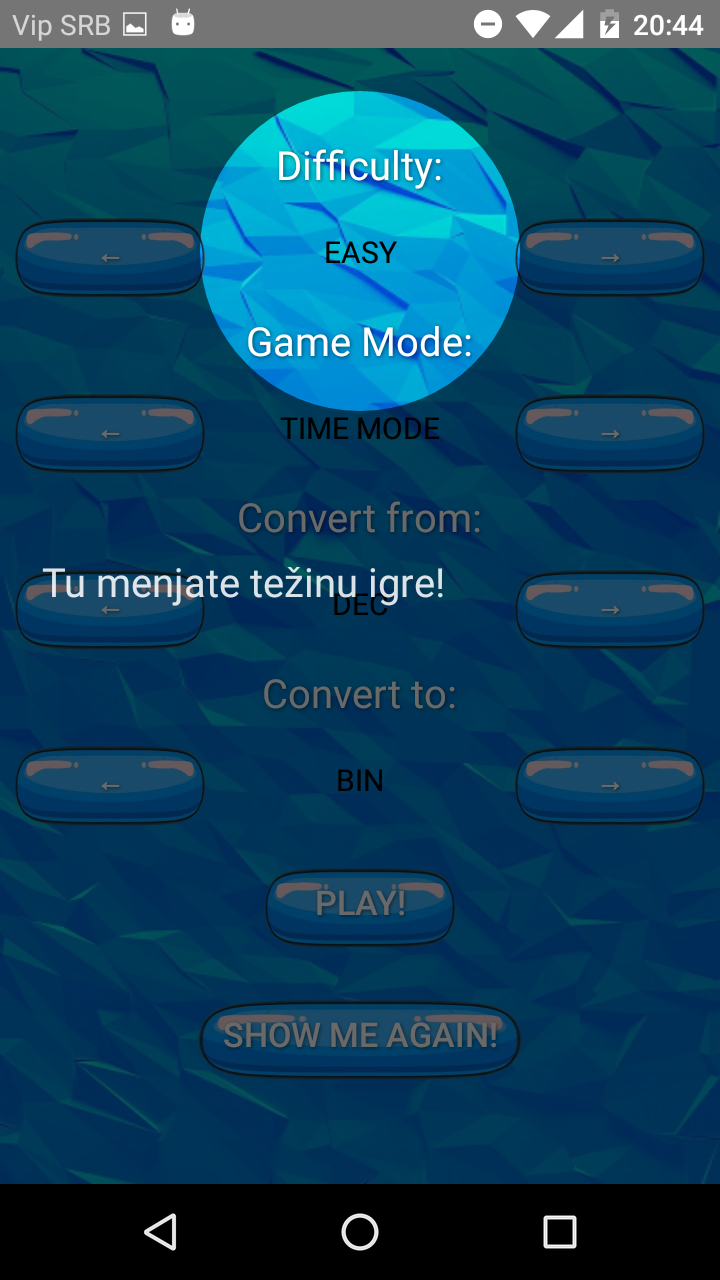 Vip SRB 20:44
Difficulty:
← EASY →
Game Mode:
← TIME MODE →
Convert from:
Tu menjate težinu igre!
← DEC →
Convert to:
← BIN →
PLAY!
SHOW ME AGAIN!